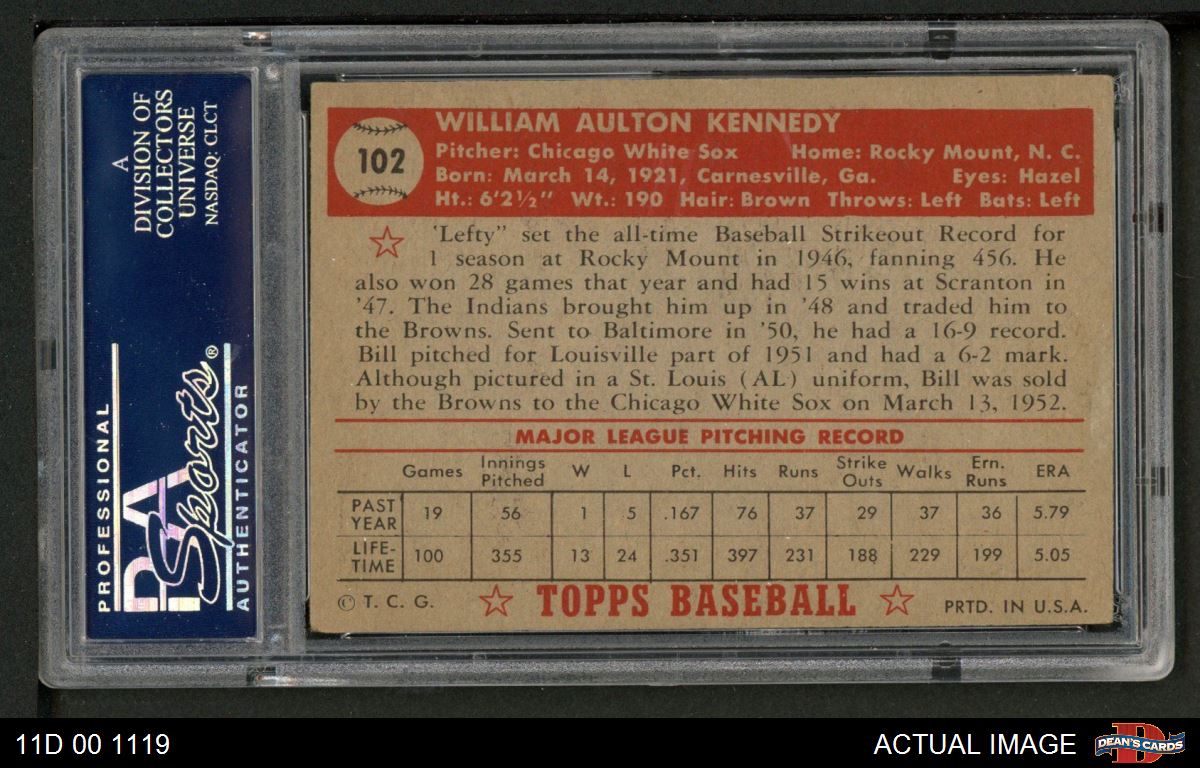 A
DIVISION OF
COLLECTORS
UNIVERSE
NASDAQ: CLCT
PROFESSIONAL
PSA
Sports®
AUTHENTICATOR
102
WILLIAM AULTON KENNEDY
Pitcher: Chicago White Sox Home: Rocky Mount, N. C.
Born: March 14, 1921, Carnesville, Ga. Eyes: Hazel
Ht.: 6'2½" Wt.: 190 Hair: Brown Throws: Left Bats: Left
'Lefty" set the all-time Baseball Strikeout Record for
1 season at Rocky Mount in 1946, fanning 456. He
also won 28 games that year and had 15 wins at Scranton in
'47. The Indians brought him up in '48 and traded him to
the Browns. Sent to Baltimore in '50, he had a 16-9 record.
Bill pitched for Louisville part of 1951 and had a 6-2 mark.
Although pictured in a St. Louis (AL) uniform, Bill was sold
by the Browns to the Chicago White Sox on March 13, 1952.
MAJOR LEAGUE PITCHING RECORD
Games Innings Pitched W L Pct. Hits Runs Strike Outs Walks Ern. Runs ERA
PAST YEAR 19 56 1 5 .167 76 37 29 37 36 5.79
LIFE-TIME 100 355 13 24 .351 397 231 188 229 199 5.05
© T. C. G. TOPPS BASEBALL PRTD. IN U.S.A.
11D 00 1119 ACTUAL IMAGE
D
DEAN'S CARDS